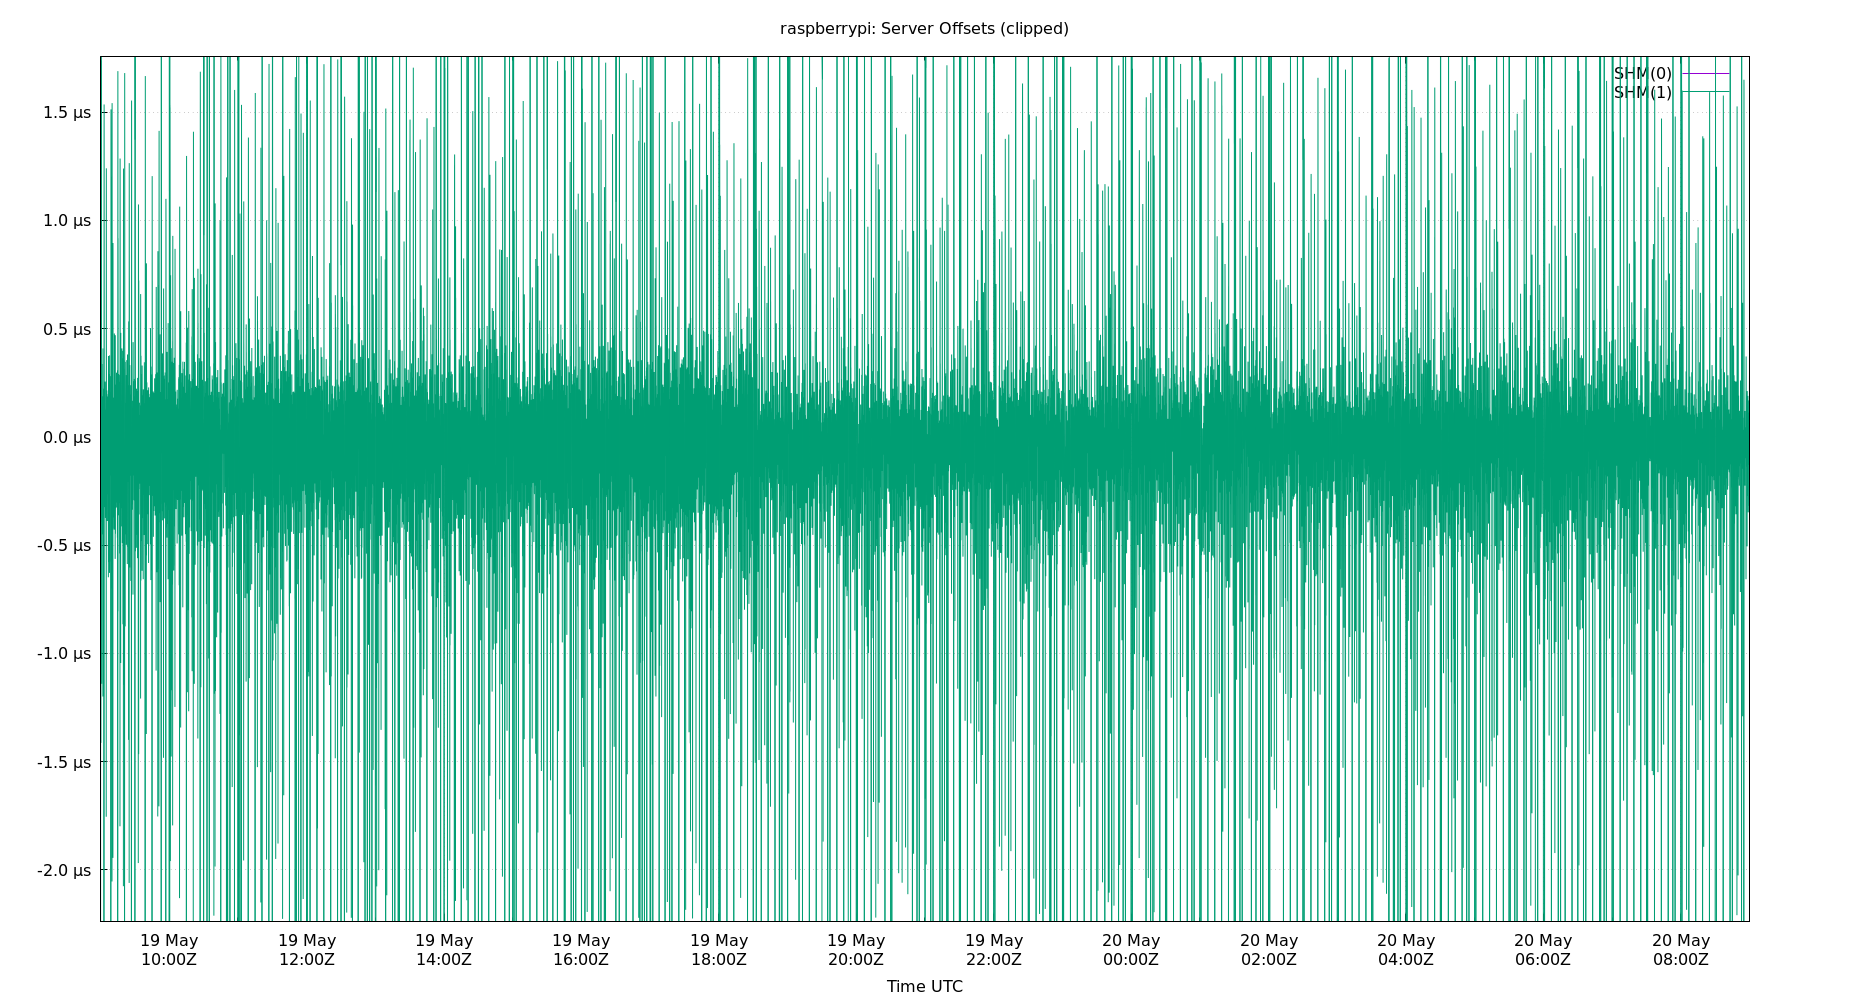 raspberrypi: Server Offsets (clipped)
SHM(0)
SHM(1)
1.5 µs
1.0 µs
0.5 µs
0.0 µs
-0.5 µs
-1.0 µs
-1.5 µs
-2.0 µs
19 May 19 May 19 May 19 May 19 May 19 May 19 May 20 May 20 May 20 May 20 May 20 May
10:00Z 12:00Z 14:00Z 16:00Z 18:00Z 20:00Z 22:00Z 00:00Z 02:00Z 04:00Z 06:00Z 08:00Z
Time UTC